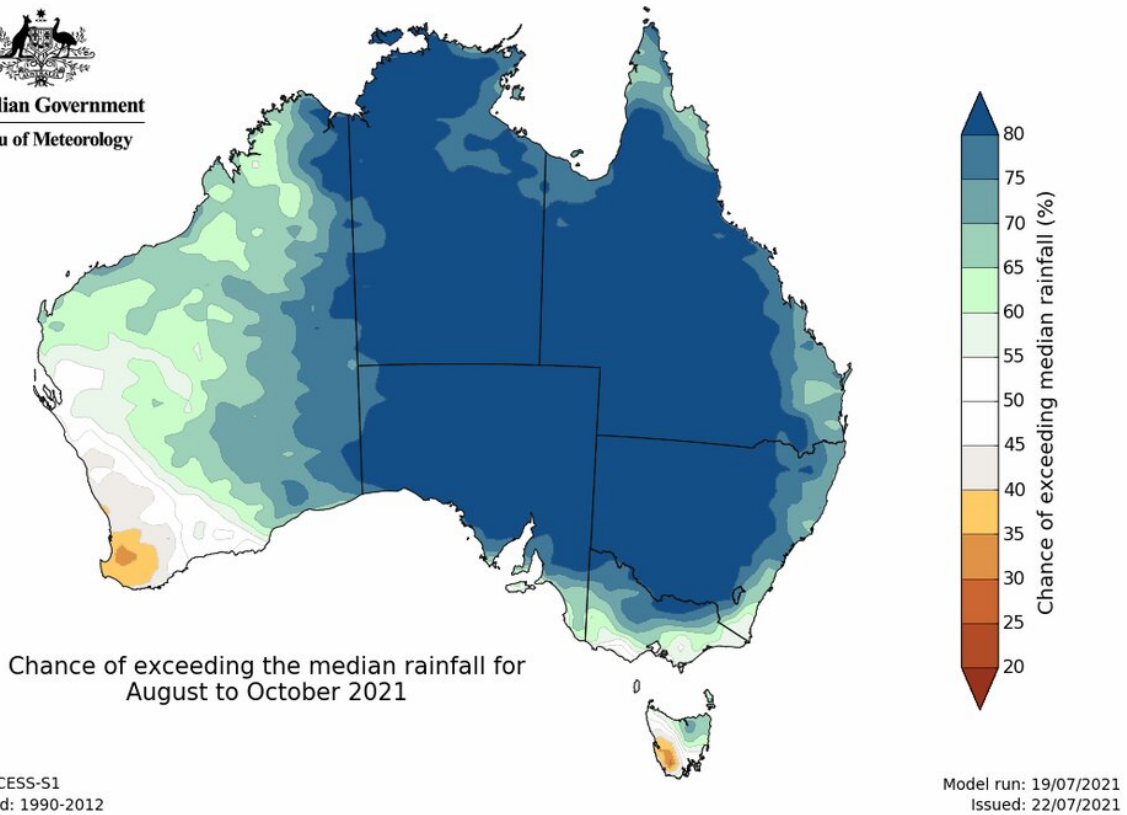 lian Government
u of Meteorology
80
75
70
65
60
55
50
45
40
35
30
25
20
Chance of exceeding median rainfall (%)
Chance of exceeding the median rainfall for
August to October 2021
CESS-S1
d: 1990-2012
Model run: 19/07/2021
Issued: 22/07/2021